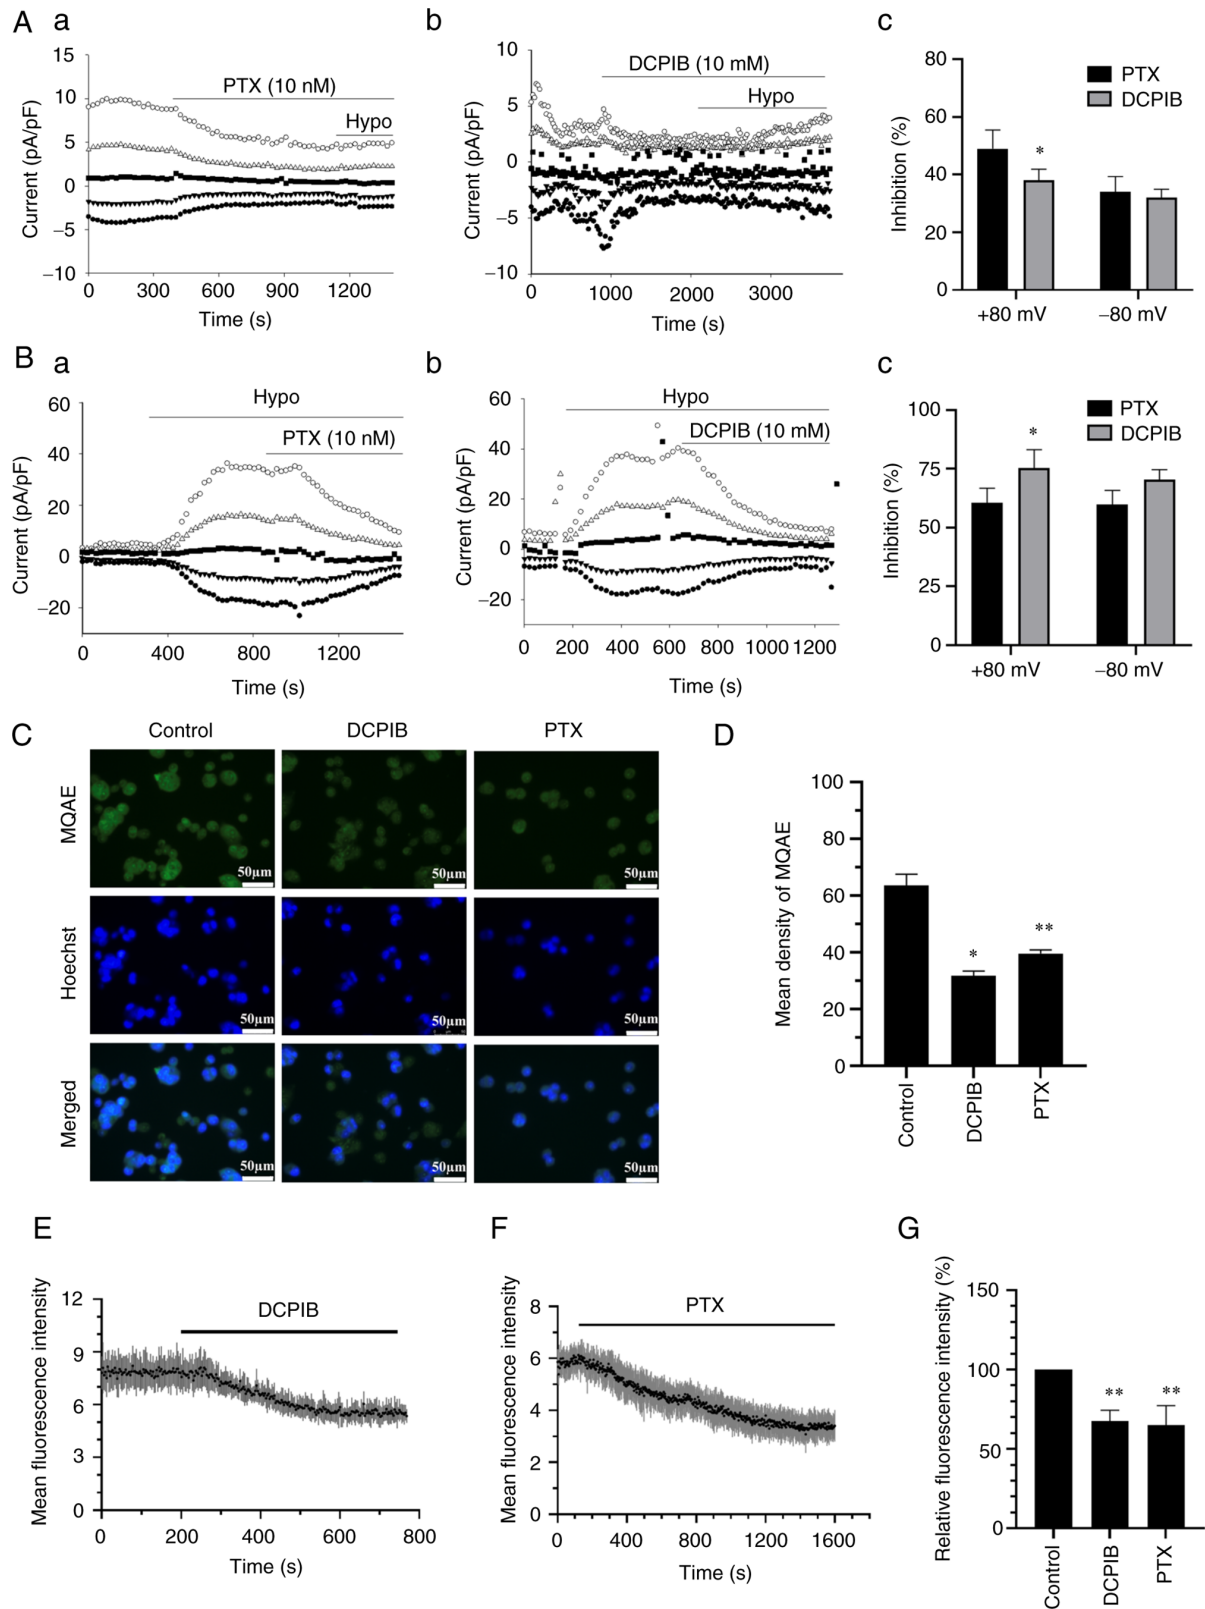 A a b c
15
10
5
0
−5
−10
Current (pA/pF)
PTX (10 nM)
Hypo
0 300 600 900 1200
Time (s)
10
5
0
−5
−10
Current (pA/pF)
DCPIB (10 mM)
Hypo
0 1000 2000 3000
Time (s)
80
60
40
20
0
Inhibition (%)
PTX
DCPIB
*
+80 mV −80 mV
B a b c
60
40
20
0
−20
Current (pA/pF)
Hypo
PTX (10 nM)
0 400 800 1200
Time (s)
60
40
20
0
−20
Current (pA/pF)
Hypo
DCPIB (10 mM)
0 200 400 600 800 1000 1200
Time (s)
100
75
50
25
0
Inhibition (%)
PTX
DCPIB
*
+80 mV −80 mV
C
Control DCPIB PTX
MQAE
50μm 50μm 50μm
Hoechst
50μm 50μm 50μm
Merged
50μm 50μm 50μm
D
100
80
60
40
20
0
Mean density of MQAE
* **
Control DCPIB PTX
E
12
9
6
3
0
Mean fluorescence intensity
DCPIB
0 200 400 600 800
Time (s)
F
8
6
4
2
0
Mean fluorescence intensity
PTX
0 400 800 1200 1600
Time (s)
G
150
100
50
0
Relative fluorescence intensity (%)
** **
Control DCPIB PTX